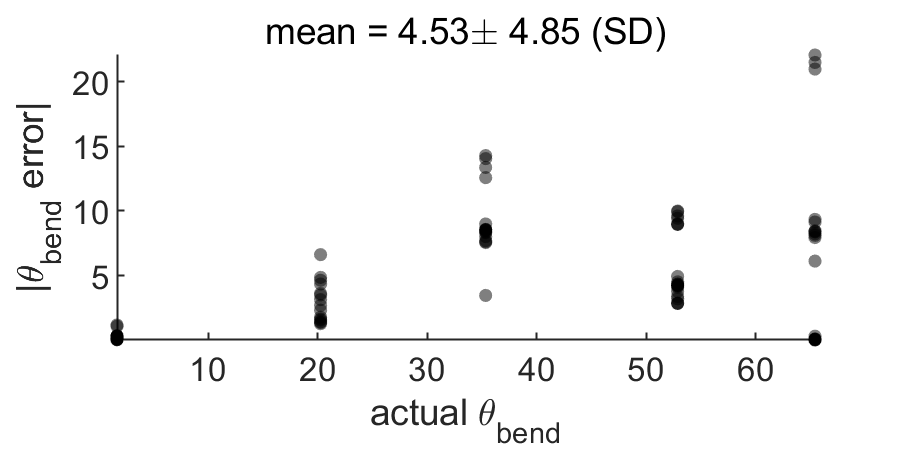 mean = 4.53± 4.85 (SD)
|θbend error|
20
15
10
5
10 20 30 40 50 60
actual θbend